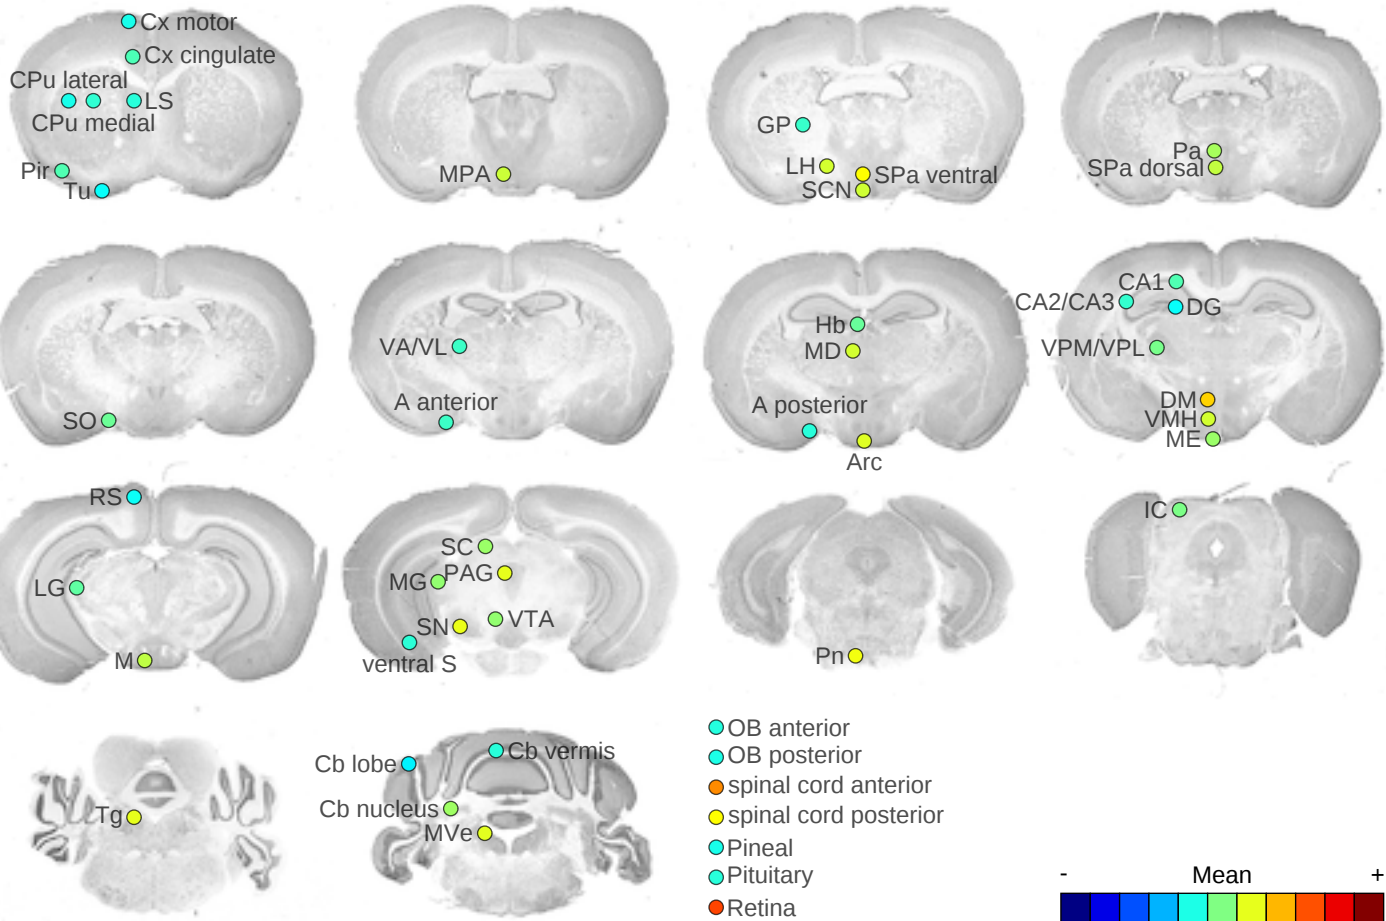 Cx motor
Cx cingulate
CPu lateral
LS
CPu medial
Pir
Tu
MPA
GP
LH
SPa ventral
SCN
Pa
SPa dorsal
SO
VA/VL
A anterior
Hb
MD
A posterior
Arc
CA1
CA2/CA3
DG
VPM/VPL
DM
VMH
ME
RS
LG
M
SC
MG
PAG
SN
VTA
ventral S
Pn
IC
Tg
Cb lobe
Cb vermis
Cb nucleus
MVe
OB anterior
OB posterior
spinal cord anterior
spinal cord posterior
Pineal
Pituitary
Retina
- Mean +